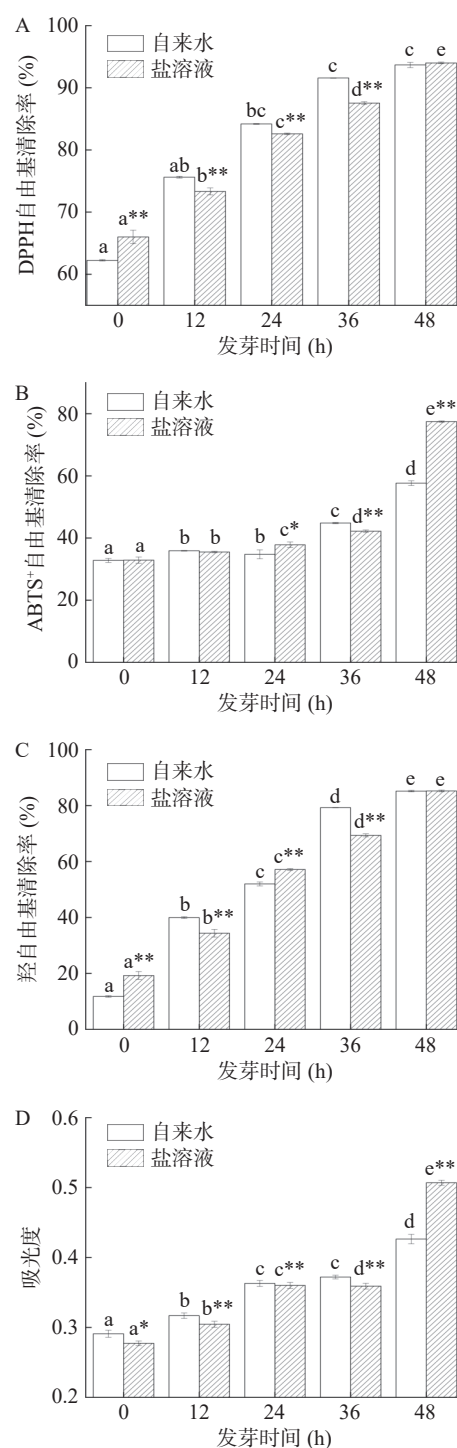 A
DPPH自由基清除率 (%)
100
90
80
70
60
自来水
盐溶液
a
a**
ab
b**
bc
c**
c
d**
c
e
0 12 24 36 48
发芽时间 (h)
B
ABTS⁺自由基清除率 (%)
80
60
40
20
0
自来水
盐溶液
a
a
b
b
b
c*
c
d**
d
e**
0 12 24 36 48
发芽时间 (h)
C
羟自由基清除率 (%)
100
80
60
40
20
0
自来水
盐溶液
a
a**
b
b**
c
c**
d
d**
e
e
0 12 24 36 48
发芽时间 (h)
D
吸光度
0.6
0.5
0.4
0.3
0.2
自来水
盐溶液
a
a*
b
b**
c
c**
c
d**
d
e**
0 12 24 36 48
发芽时间 (h)